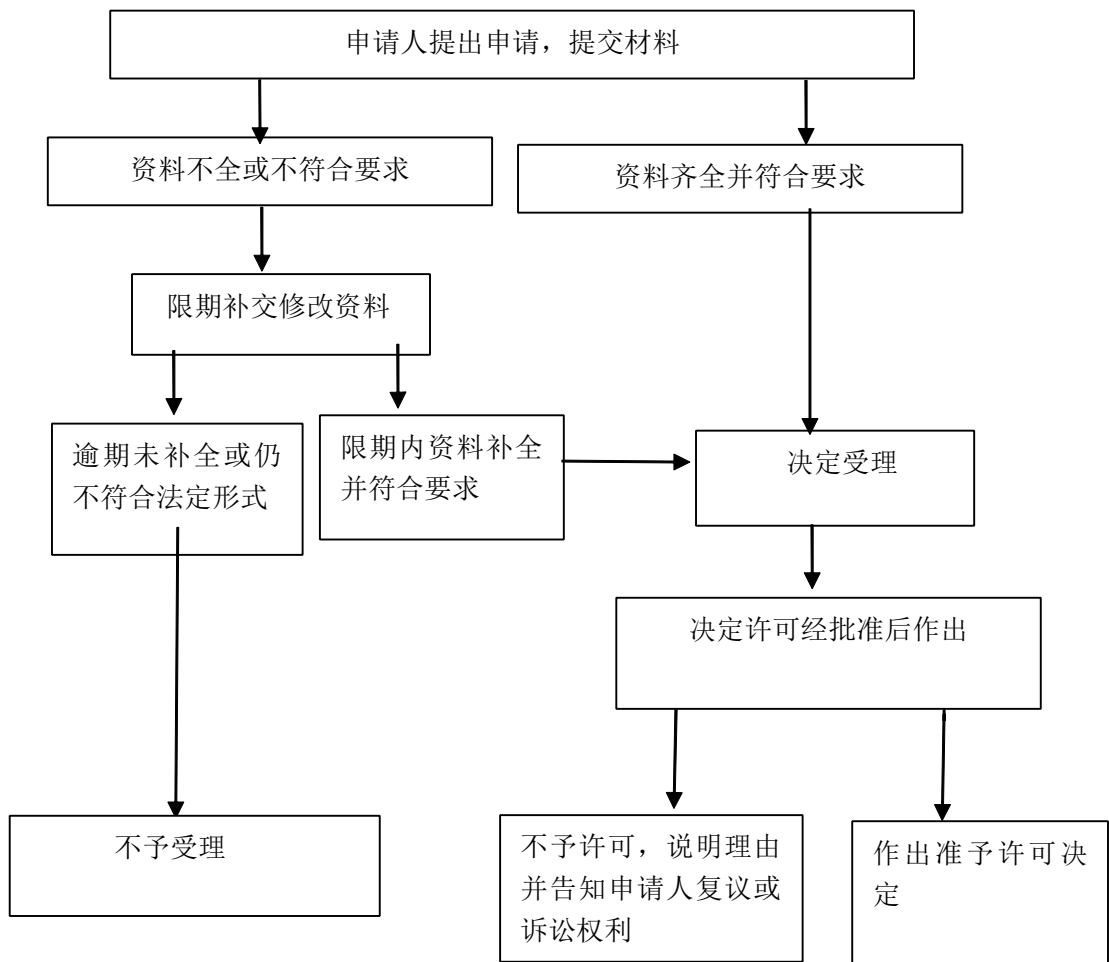 申请人提出申请，提交材料
资料不全或不符合要求
资料齐全并符合要求
限期补交修改资料
逾期未补全或仍
不符合法定形式
限期内资料补全
并符合要求
决定受理
决定许可经批准后作出
不予受理
不予许可，说明理由
并告知申请人复议或
诉讼权利
作出准予许可决
定